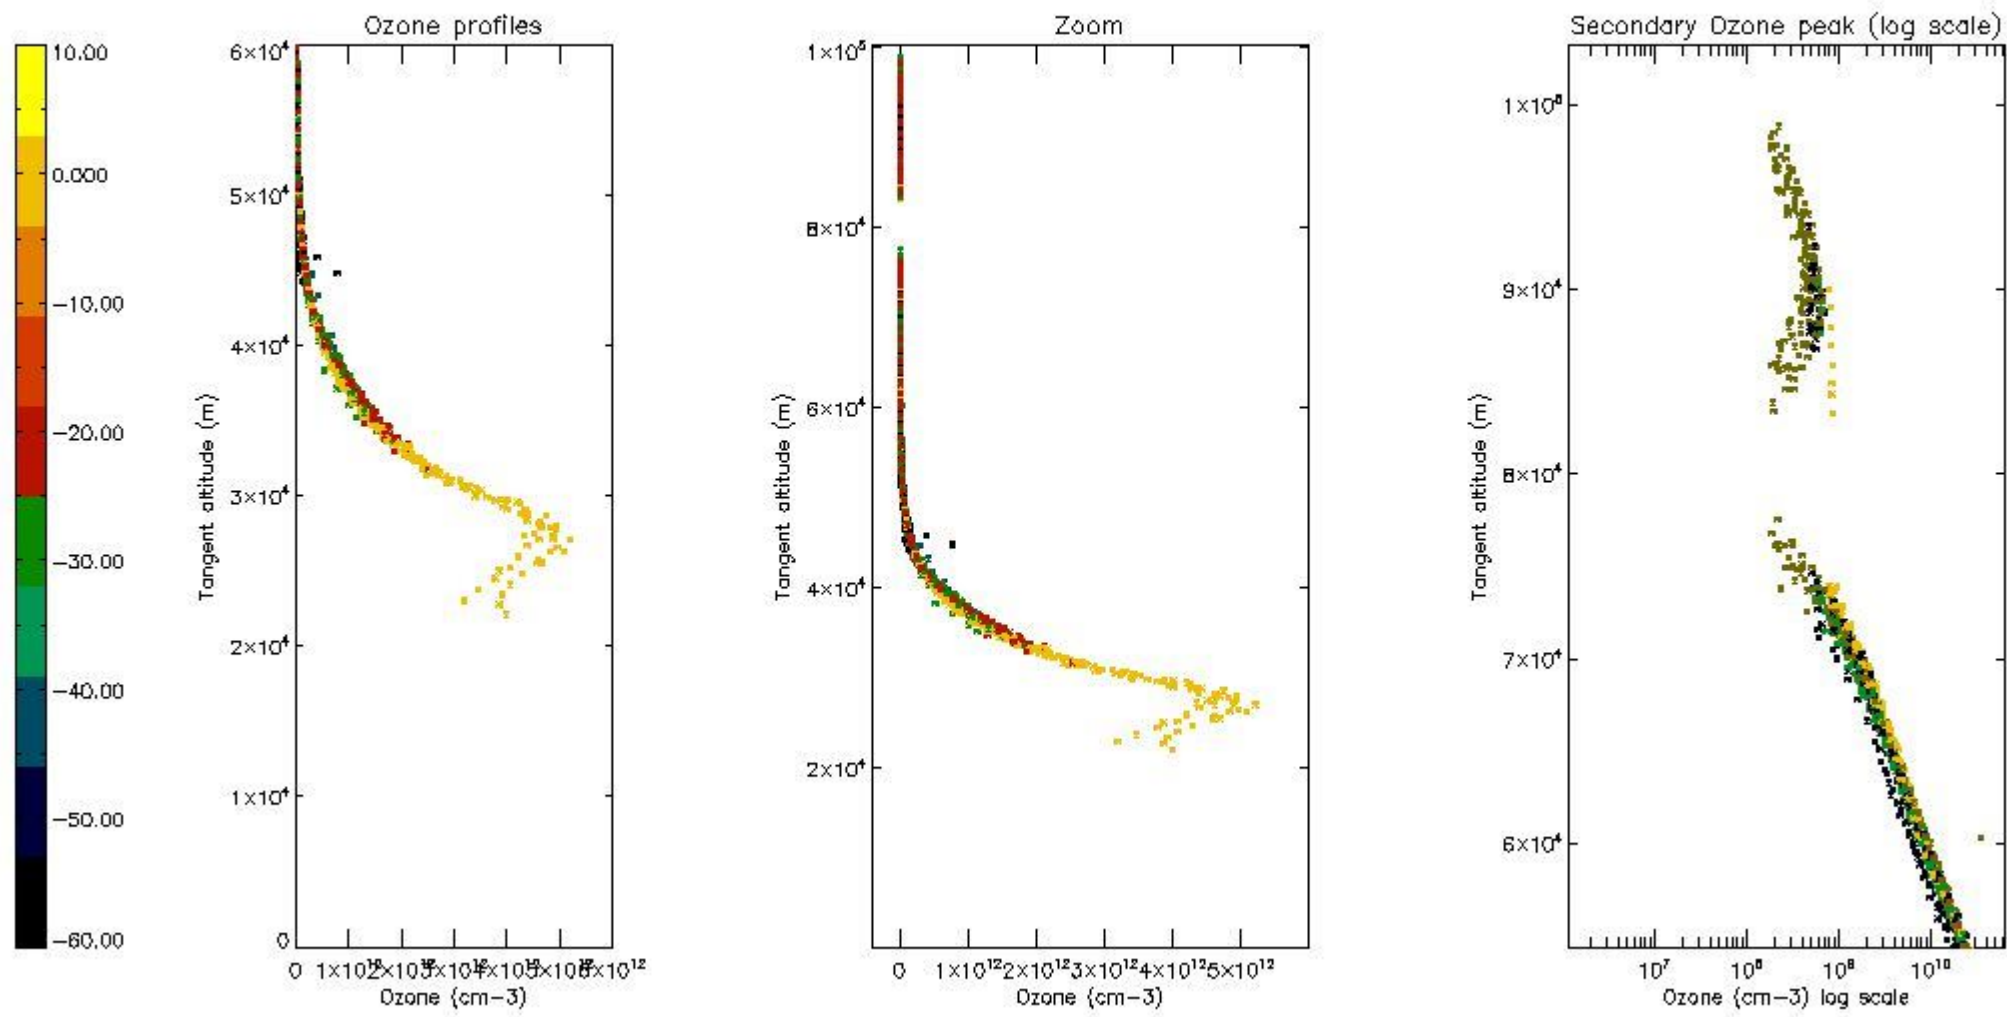 Ozone profiles
Zoom
Secondary Ozone peak (log scale)
10.00
0.000
-10.00
-20.00
-30.00
-40.00
-50.00
-60.00
6×10⁴
5×10⁴
4×10⁴
3×10⁴
2×10⁴
1×10⁴
0
Tangent altitude (m)
0 1×10¹²
Ozone (cm-3)
1×10⁵
8×10⁴
6×10⁴
4×10⁴
2×10⁴
Tangent altitude (m)
0 1×10¹² 2×10¹² 3×10¹² 4×10¹² 5×10¹²
Ozone (cm-3)
9×10⁴
8×10⁴
7×10⁴
6×10⁴
Tangent altitude (m)
10⁷ 10⁸ 10⁹ 10¹⁰
Ozone (cm-3) log scale